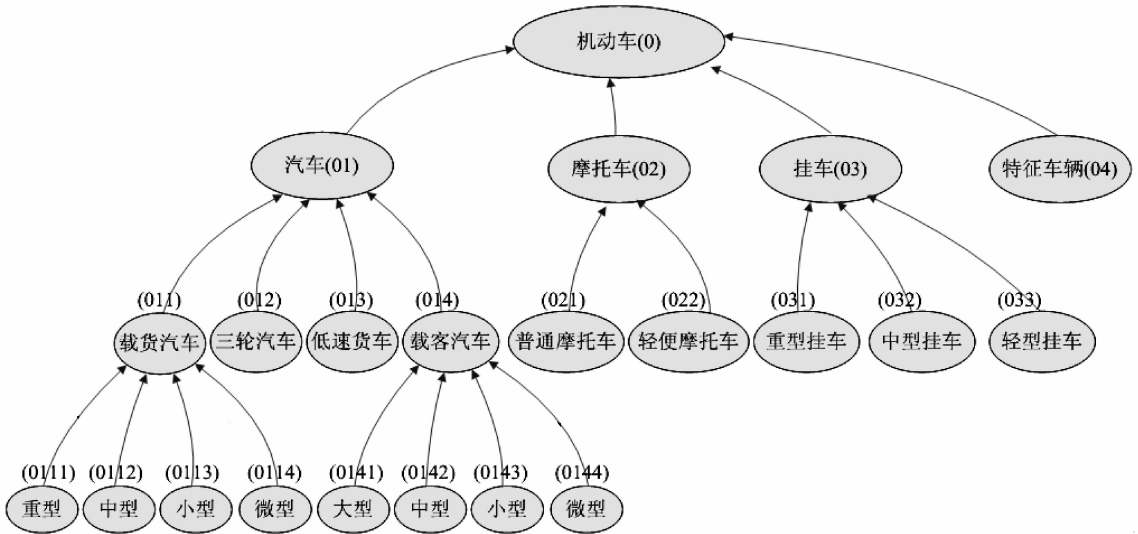 机动车(0)
汽车(01)
摩托车(02)
挂车(03)
特征车辆(04)
(011)
(012)
(013)
(014)
(021)
(022)
(031)
(032)
(033)
载货汽车
三轮汽车
低速货车
载客汽车
普通摩托车
轻便摩托车
重型挂车
中型挂车
轻型挂车
(0111)
(0112)
(0113)
(0114)
(0141)
(0142)
(0143)
(0144)
重型
中型
小型
微型
大型
中型
小型
微型